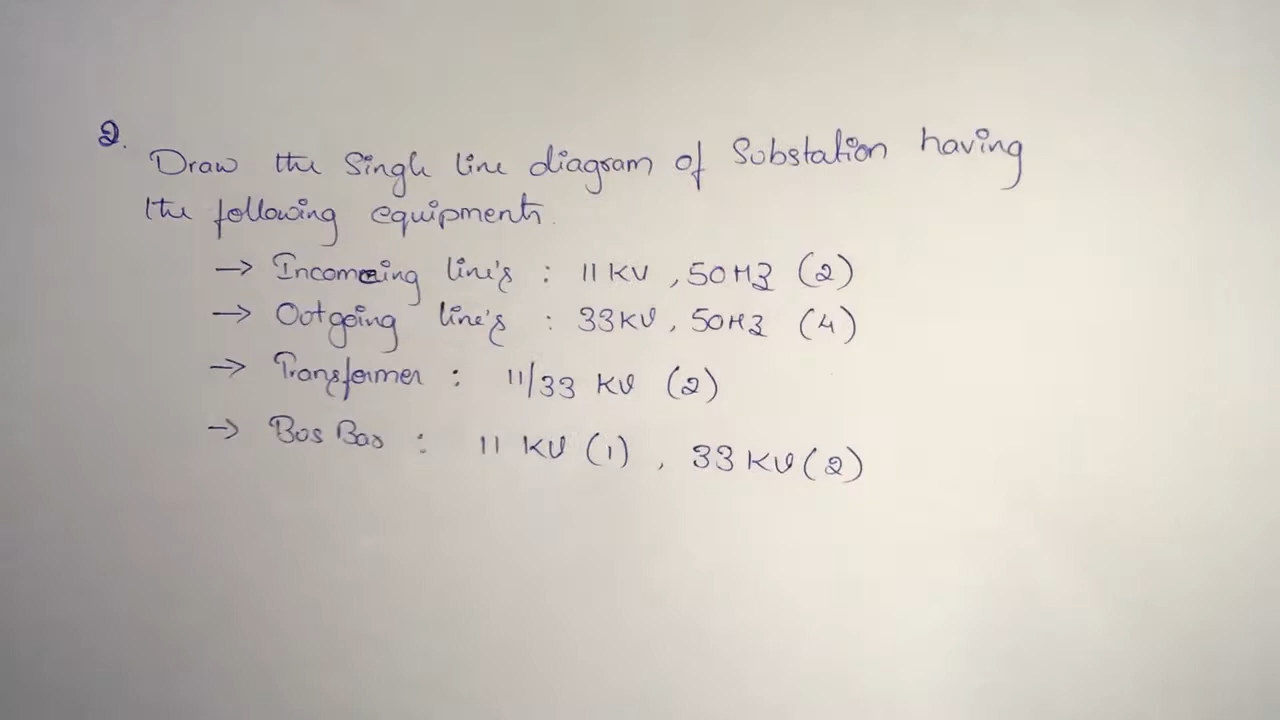 2.
Draw the Single line diagram of Substation having
the following equipments.
→ Incomeing line's : 11 KV , 50 HZ (2)
→ Outgoing line's : 33 KV , 50 HZ (4)
→ Transformer : 11/33 KV (2)
→ Bus Bar : 11 KV (1) , 33 KV (2)